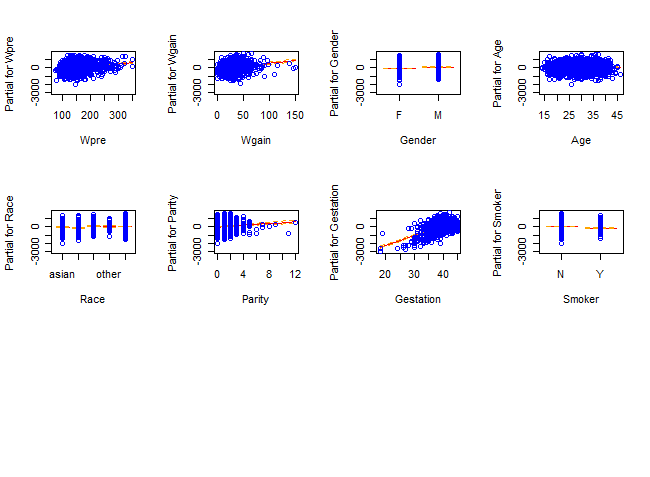 Partial for Wpre
-3000 0
100 200 300
Wpre
Partial for Wgain
-3000 0
0 50 100 150
Wgain
Partial for Gender
-3000 0
F M
Gender
Partial for Age
-3000 0
15 25 35 45
Age
Partial for Race
-3000 0
asian other
Race
Partial for Parity
-3000 0
0 4 8 12
Parity
Partial for Gestation
-3000 0
20 30 40
Gestation
Partial for Smoker
-3000 0
N Y
Smoker